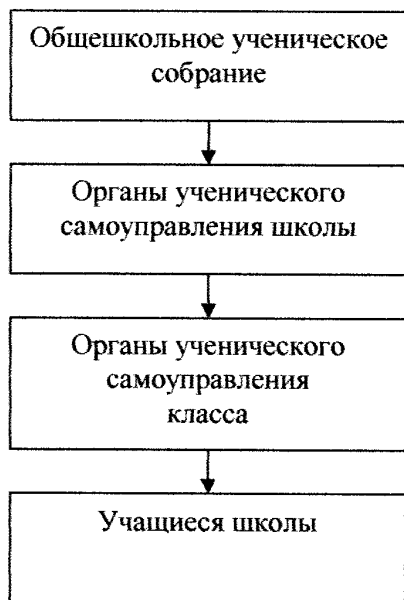 Общешкольное ученическое
собрание
Органы ученического
самоуправления школы
Органы ученического
самоуправления
класса
Учащиеся школы